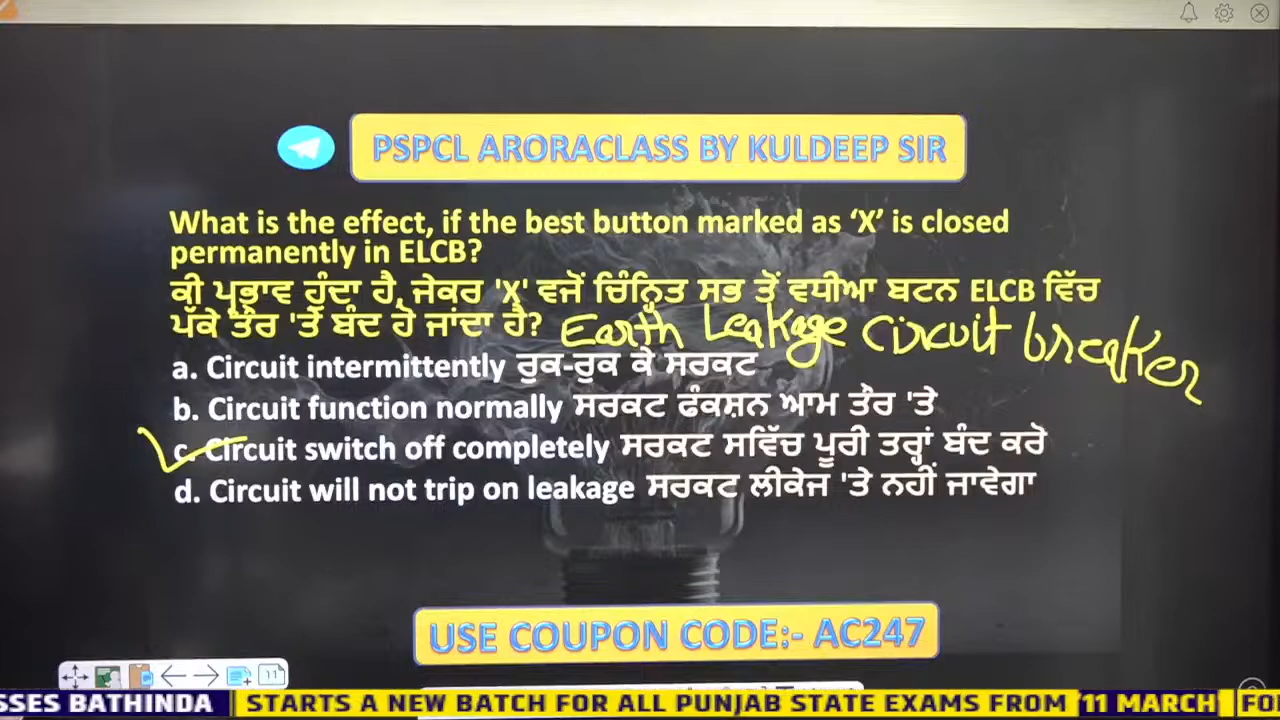 PSPCL ARORACLASS BY KULDEEP SIR
What is the effect, if the best button marked as ‘X’ is closed
permanently in ELCB?
ਕੀ ਪ੍ਰਭਾਵ ਹੁੰਦਾ ਹੈ, ਜੇਕਰ 'X' ਵਜੋਂ ਚਿੰਨ੍ਹਿਤ ਸਭ ਤੋਂ ਵਧੀਆ ਬਟਨ ELCB ਵਿੱਚ
ਪੱਕੇ ਤੌਰ 'ਤੇ ਬੰਦ ਹੋ ਜਾਂਦਾ ਹੈ? Earth Leakage Circuit breaker
a. Circuit intermittently ਰੁਕ-ਰੁਕ ਕੇ ਸਰਕਟ
b. Circuit function normally ਸਰਕਟ ਫੰਕਸ਼ਨ ਆਮ ਤੌਰ 'ਤੇ
c. Circuit switch off completely ਸਰਕਟ ਸਵਿੱਚ ਪੂਰੀ ਤਰ੍ਹਾਂ ਬੰਦ ਕਰੋ
d. Circuit will not trip on leakage ਸਰਕਟ ਲੀਕੇਜ 'ਤੇ ਨਹੀਂ ਜਾਵੇਗਾ
USE COUPON CODE:- AC247
11
SSES BATHINDA STARTS A NEW BATCH FOR ALL PUNJAB STATE EXAMS FROM 11 MARCH FO